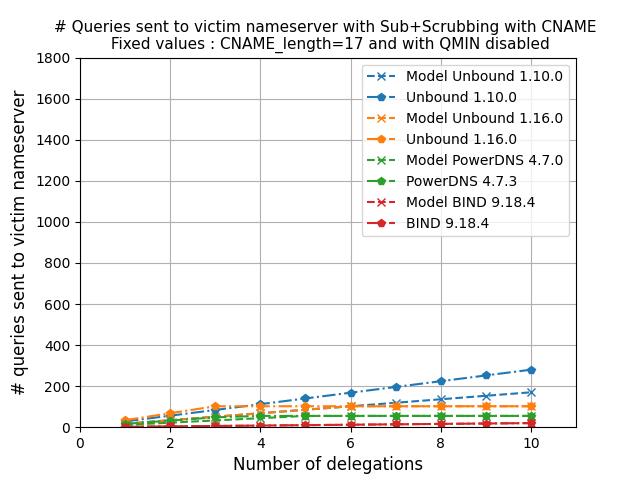 # Queries sent to victim nameserver with Sub+Scrubbing with CNAME
Fixed values : CNAME_length=17 and with QMIN disabled
# queries sent to victim nameserver
1800
1600
1400
1200
1000
800
600
400
200
0
Model Unbound 1.10.0
Unbound 1.10.0
Model Unbound 1.16.0
Unbound 1.16.0
Model PowerDNS 4.7.0
PowerDNS 4.7.3
Model BIND 9.18.4
BIND 9.18.4
0 2 4 6 8 10
Number of delegations